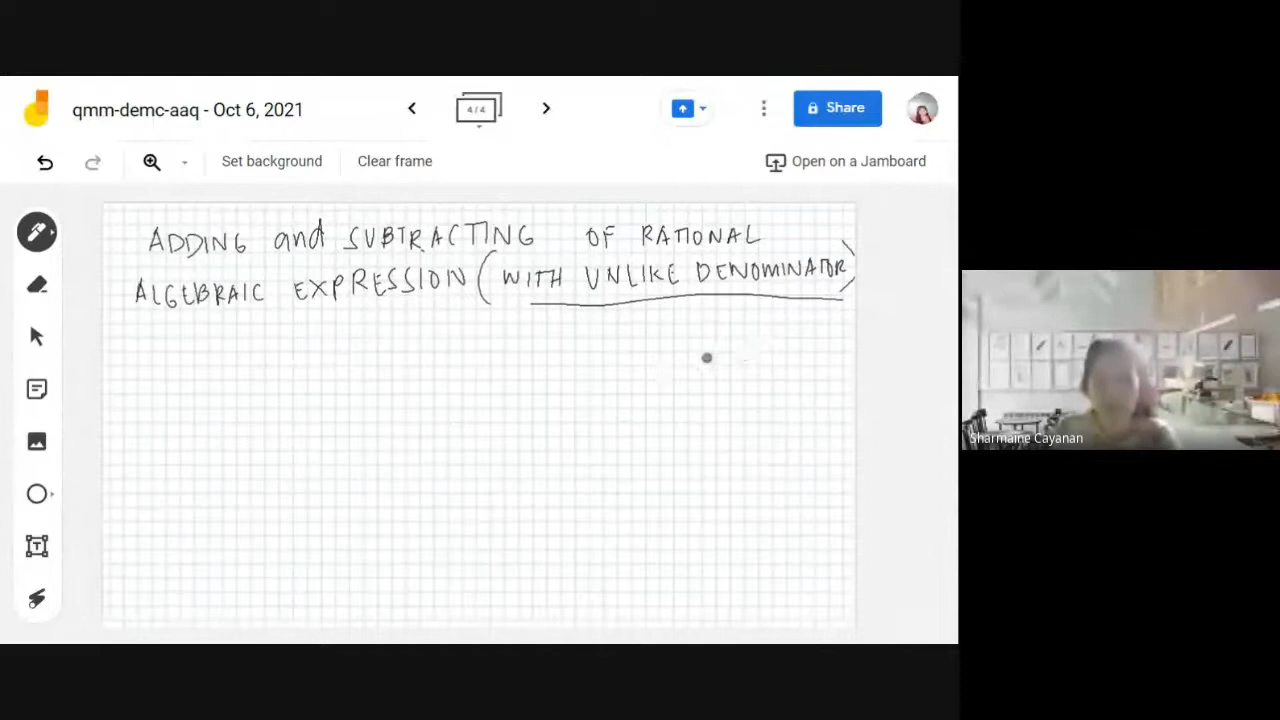 qmm-demc-aaq - Oct 6, 2021
4/4
Share
Set background
Clear frame
Open on a Jamboard
ADDING and SUBTRACTING OF RATIONAL
ALGEBRAIC EXPRESSION (WITH UNLIKE DENOMINATOR)
T
Sharmaine Cayanan